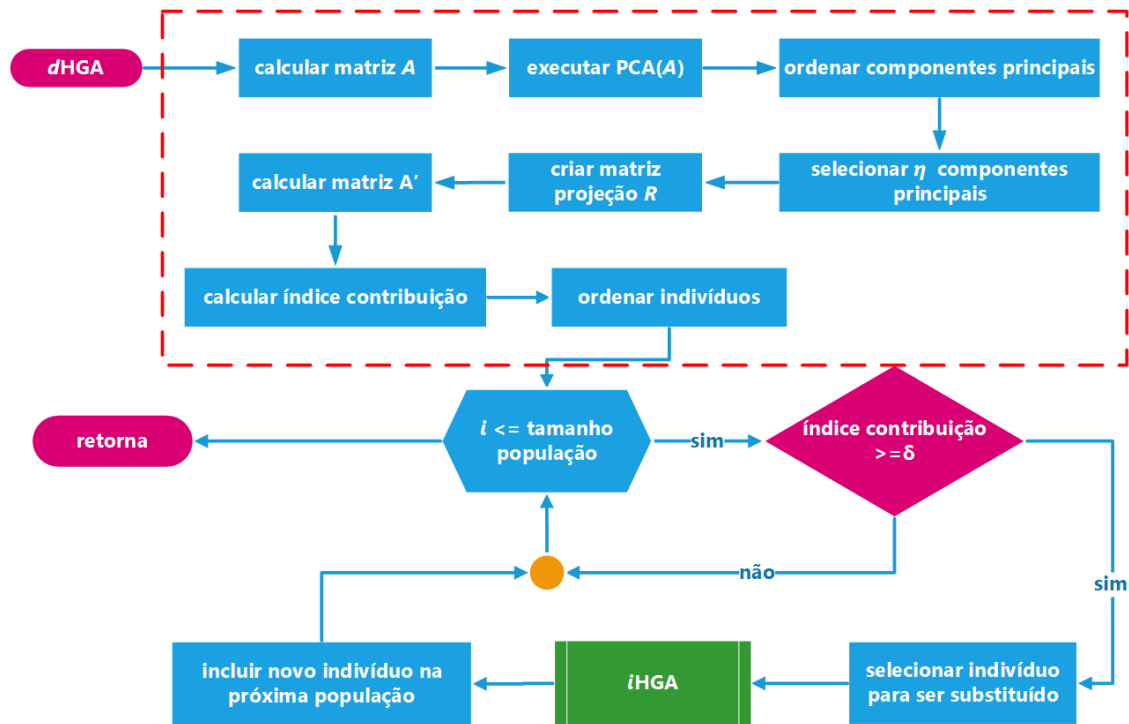 dHGA
calcular matriz A
executar PCA(A)
ordenar componentes principais
calcular matriz A’
criar matriz
projeção R
selecionar η componentes
principais
calcular índice contribuição
ordenar indivíduos
retorna
i <= tamanho
população
sim
índice contribuição
>=δ
não
sim
incluir novo indivíduo na
próxima população
iHGA
selecionar indivíduo
para ser substituído